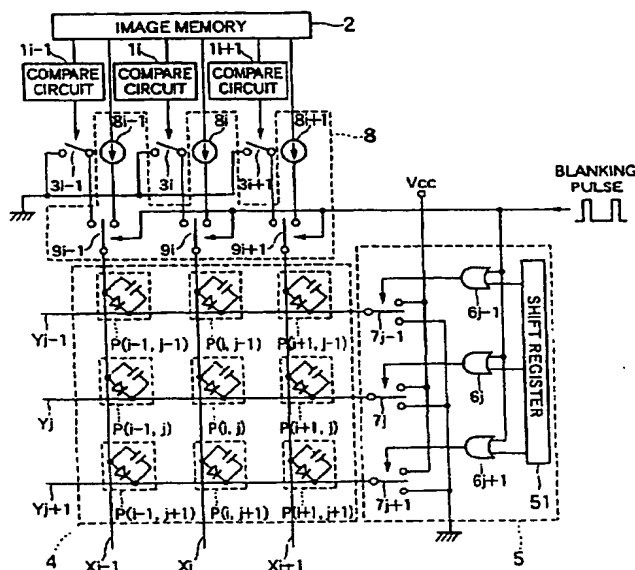 IMAGE MEMORY
2
1i-1
1i
1i+1
COMPARE CIRCUIT
COMPARE CIRCUIT
COMPARE CIRCUIT
8i-1
8i
8i+1
8
3i-1
3i
3i+1
Vcc
BLANKING PULSE
9i-1
9i
9i+1
Yj-1
P(i-1, j-1)
P(i, j-1)
P(i+1, j-1)
7j-1
6j-1
Yj
P(i-1, j)
P(i, j)
P(i+1, j)
7j
6j
SHIFT REGISTER
Yj+1
P(i-1, j+1)
P(i, j+1)
P(i+1, j+1)
7j+1
6j+1
51
4
Xi-1
Xi
Xi+1
5